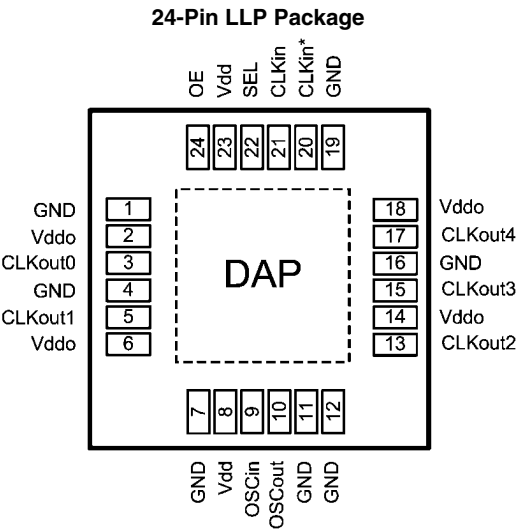 24-Pin LLP Package
OE
Vdd
SEL
CLKin
CLKin*
GND
24
23
22
21
20
19
GND 1
Vddo 2
CLKout0 3
GND 4
CLKout1 5
Vddo 6
DAP
18 Vddo
17 CLKout4
16 GND
15 CLKout3
14 Vddo
13 CLKout2
7
8
9
10
11
12
GND
Vdd
OSCin
OSCout
GND
GND